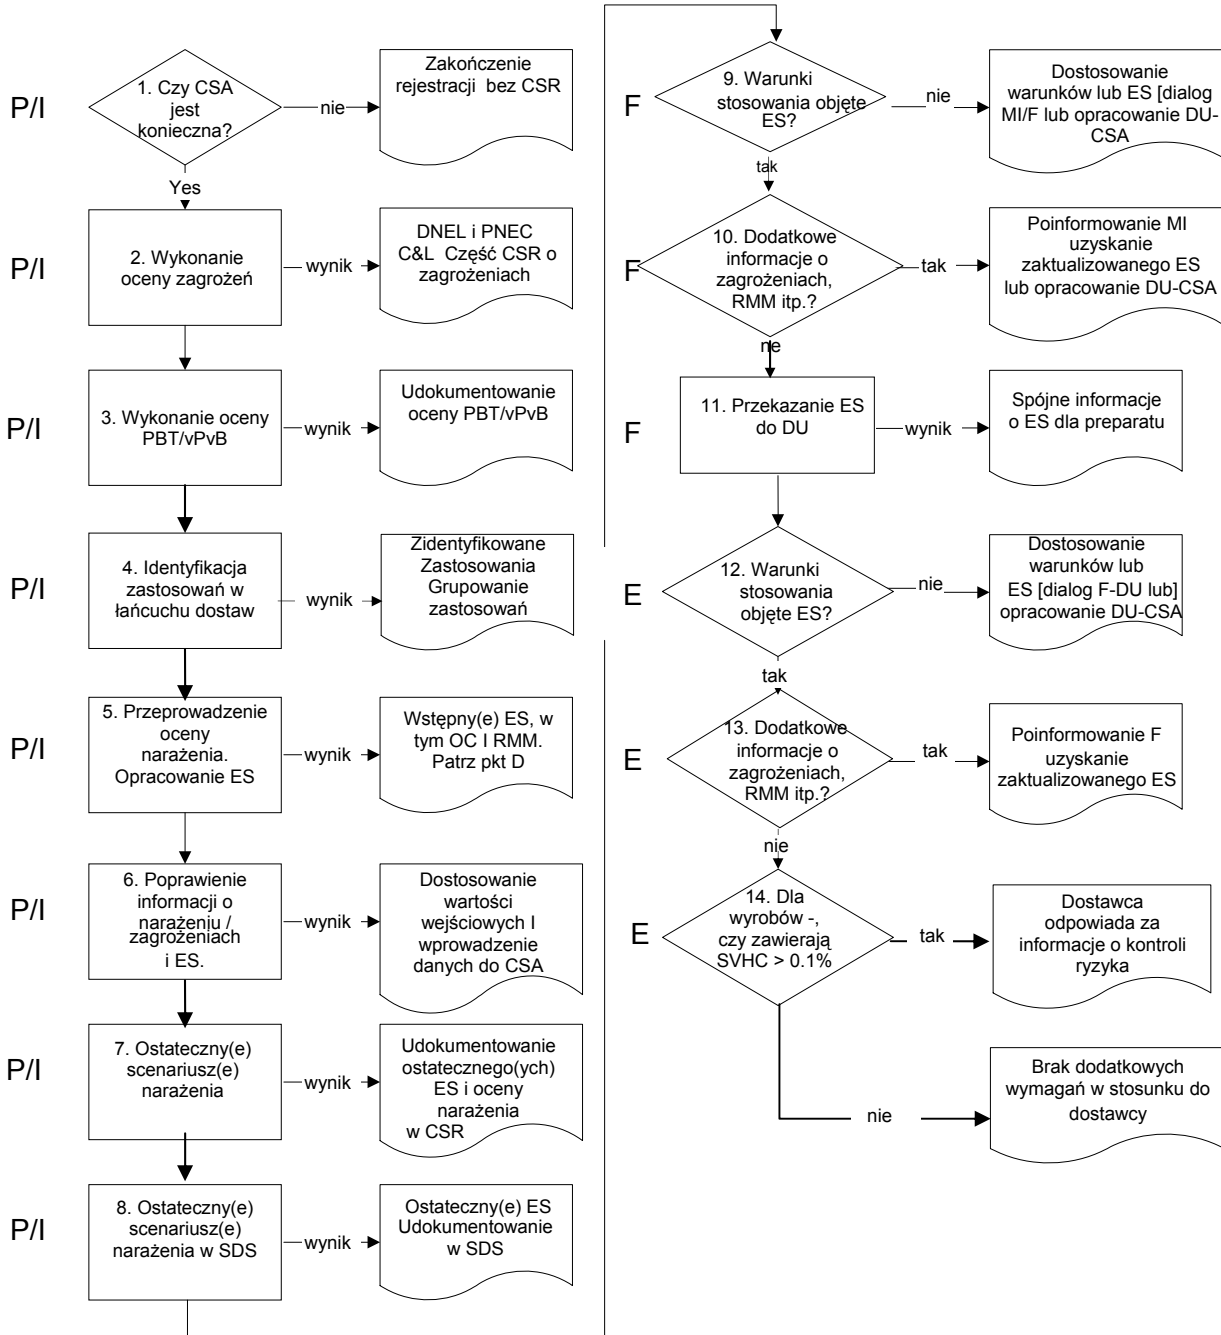 P/I
1. Czy CSA
jest
konieczna?
nie
Zakończenie
rejestracji bez CSR
Yes
P/I
2. Wykonanie
oceny zagrożeń
wynik
DNEL i PNEC
C&L Część CSR o
zagrożeniach
P/I
3. Wykonanie oceny
PBT/vPvB
wynik
Udokumentowanie
oceny PBT/vPvB
P/I
4. Identyfikacja
zastosowań w
łańcuchu dostaw
wynik
Zidentyfikowane
Zastosowania
Grupowanie
zastosowań
P/I
5. Przeprowadzenie
oceny
narażenia.
Opracowanie ES
wynik
Wstępny(e) ES, w
tym OC I RMM.
Patrz pkt D
P/I
6. Poprawienie
informacji o
narażeniu /
zagrożeniach
i ES.
wynik
Dostosowanie
wartości
wejściowych I
wprowadzenie
danych do CSA
P/I
7. Ostateczny(e)
scenariusz(e)
narażenia
wynik
Udokumentowanie
ostatecznego(ych)
ES i oceny
narażenia
w CSR
P/I
8. Ostateczny(e)
scenariusz(e)
narażenia w SDS
wynik
Ostateczny(e) ES
Udokumentowanie
w SDS
F
9. Warunki
stosowania objęte
ES?
nie
Dostosowanie
warunków lub ES [dialog
MI/F lub opracowanie DU-
CSA
tak
F
10. Dodatkowe
informacje o
zagrożeniach,
RMM itp.?
tak
Poinformowanie MI
uzyskanie
zaktualizowanego ES
lub opracowanie DU-CSA
ne
F
11. Przekazanie ES
do DU
wynik
Spójne informacje
o ES dla preparatu
E
12. Warunki
stosowania
objęte ES?
nie
Dostosowanie
warunków lub
ES [dialog F-DU lub]
opracowanie DU-CSA
tak
E
13. Dodatkowe
informacje o
zagrożeniach,
RMM itp.?
tak
Poinformowanie F
uzyskanie
zaktualizowanego ES
nie
E
14. Dla
wyrobów -,
czy zawierają
SVHC > 0.1%
tak
Dostawca
odpowiada za
informacje o kontroli
ryzyka
nie
Brak dodatkowych
wymagań w stosunku do
dostawcy